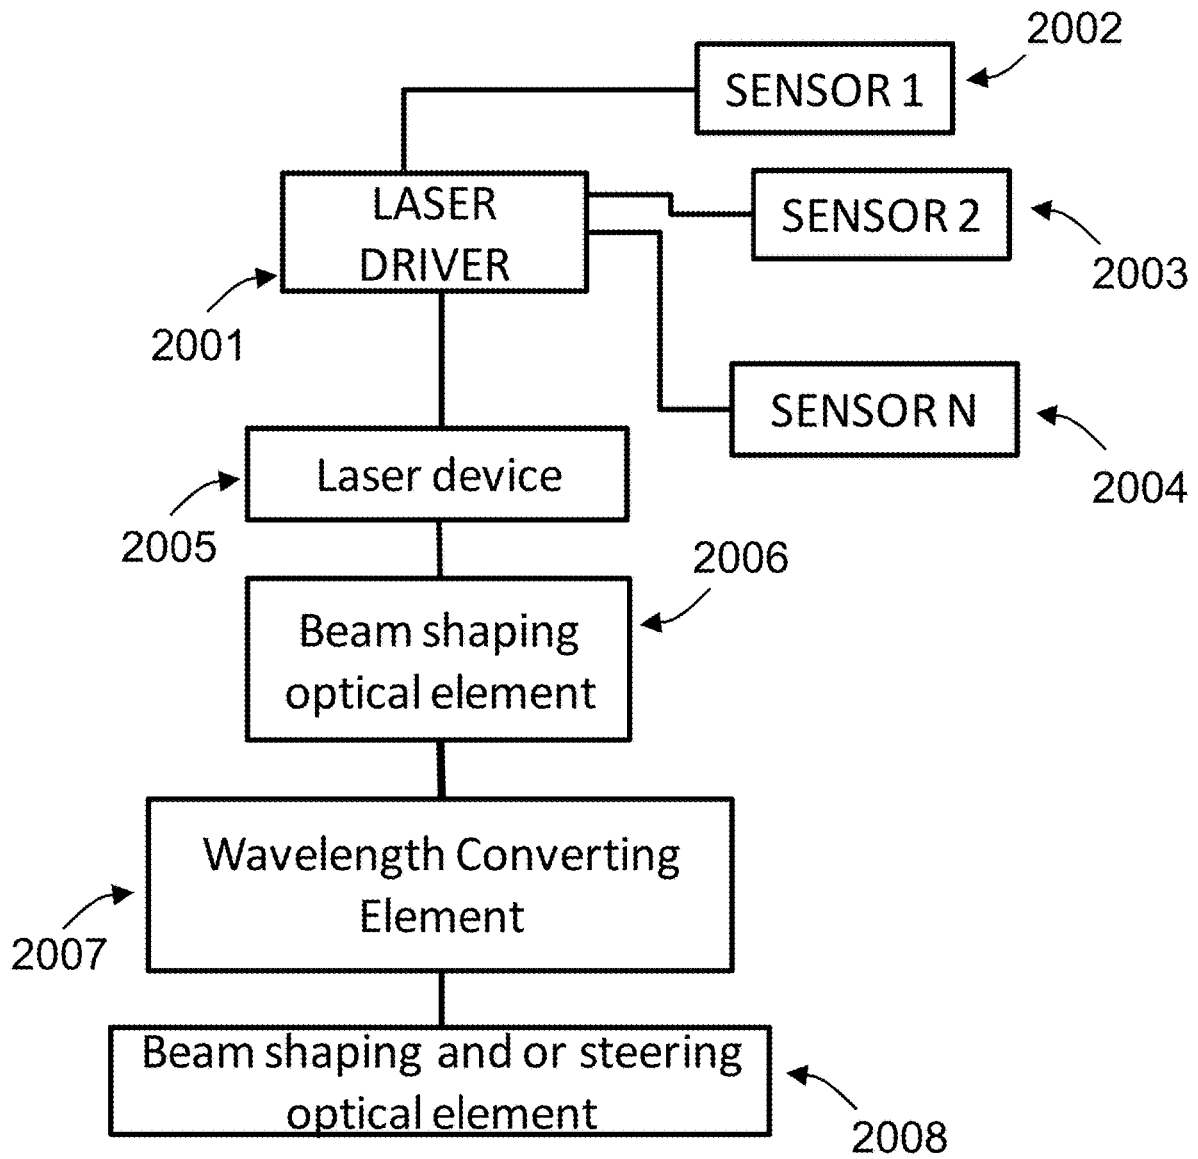 2002
SENSOR 1
LASER
DRIVER
SENSOR 2
2003
2001
SENSOR N
2004
Laser device
2005
2006
Beam shaping
optical element
Wavelength Converting
Element
2007
Beam shaping and or steering
optical element
2008